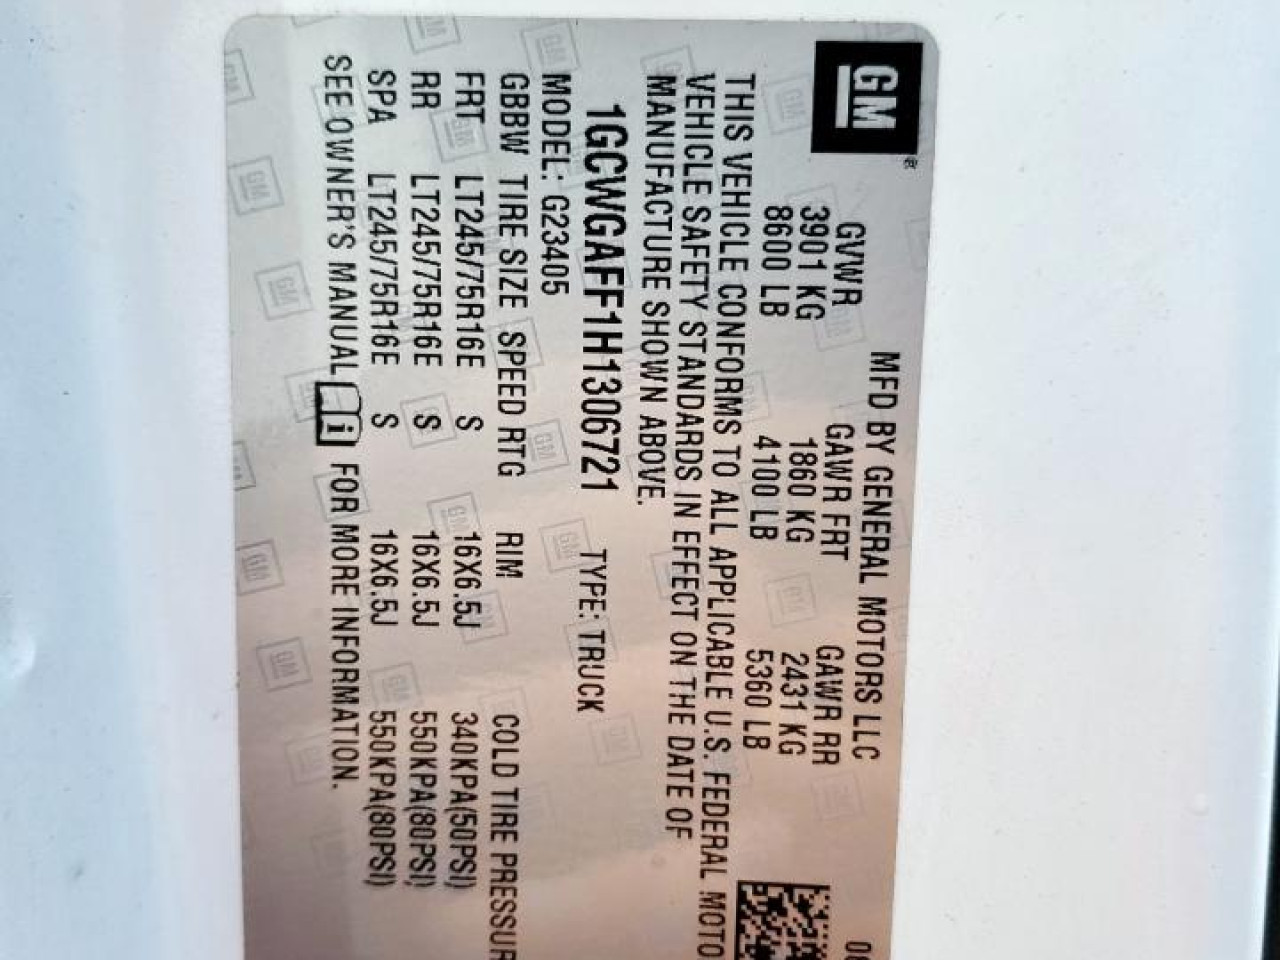 GM
MFD BY GENERAL MOTORS LLC
GVWR GAWR FRT GAWR RR
3901 KG 1860 KG 2431 KG
8600 LB 4100 LB 5360 LB
THIS VEHICLE CONFORMS TO ALL APPLICABLE U.S. FEDERAL MOTO
VEHICLE SAFETY STANDARDS IN EFFECT ON THE DATE OF
MANUFACTURE SHOWN ABOVE.
1GCWGAFF1H1306721 TYPE: TRUCK
MODEL: G23405
GBBW TIRE SIZE SPEED RTG RIM COLD TIRE PRESSUR
FRT LT245/75R16E S 16X6.5J 340KPA(50PSI)
RR LT245/75R16E S 16X6.5J 550KPA(80PSI)
SPA LT245/75R16E S 16X6.5J 550KPA(80PSI)
SEE OWNER'S MANUAL i FOR MORE INFORMATION.